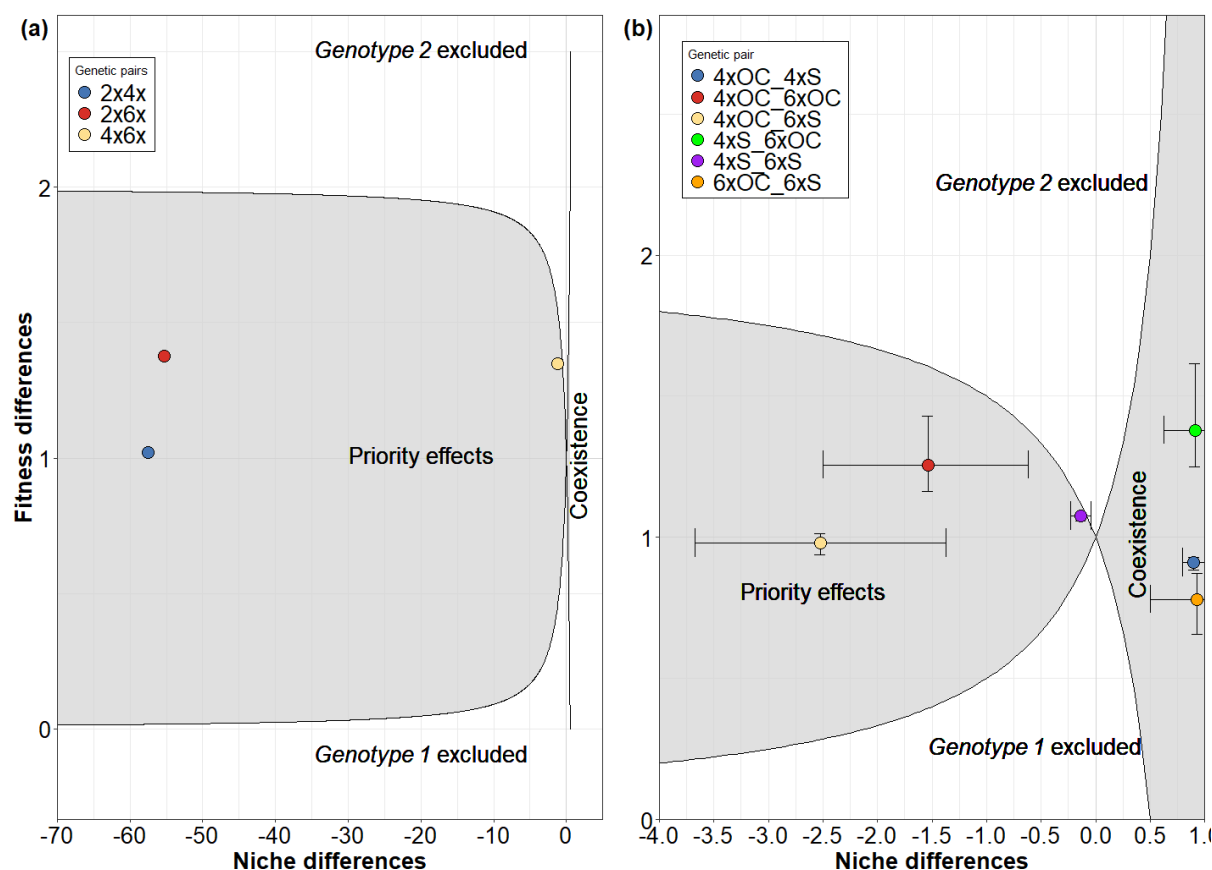 (a)
Genotype 2 excluded
Genetic pairs
2x4x
2x6x
4x6x
2
1
0
Fitness differences
Priority effects
Coexistence
Genotype 1 excluded
-70 -60 -50 -40 -30 -20 -10 0
Niche differences
(b)
Genetic pair
4xOC_4xS
4xOC_6xOC
4xOC_6xS
4xS_6xOC
4xS_6xS
6xOC_6xS
Genotype 2 excluded
2
1
0
Priority effects
Coexistence
Genotype 1 excluded
-4.0 -3.5 -3.0 -2.5 -2.0 -1.5 -1.0 -0.5 0.0 0.5 1.0
Niche differences